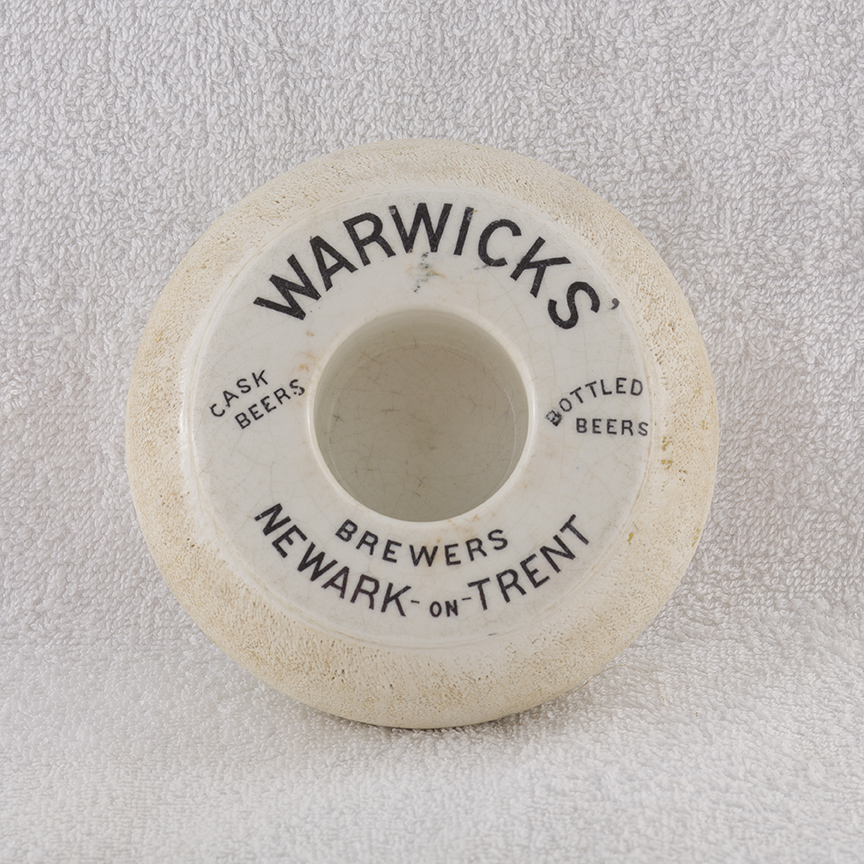 WARWICKS'
CASK
BEERS
BOTTLED
BEERS
BREWERS
NEWARK-ON-TRENT